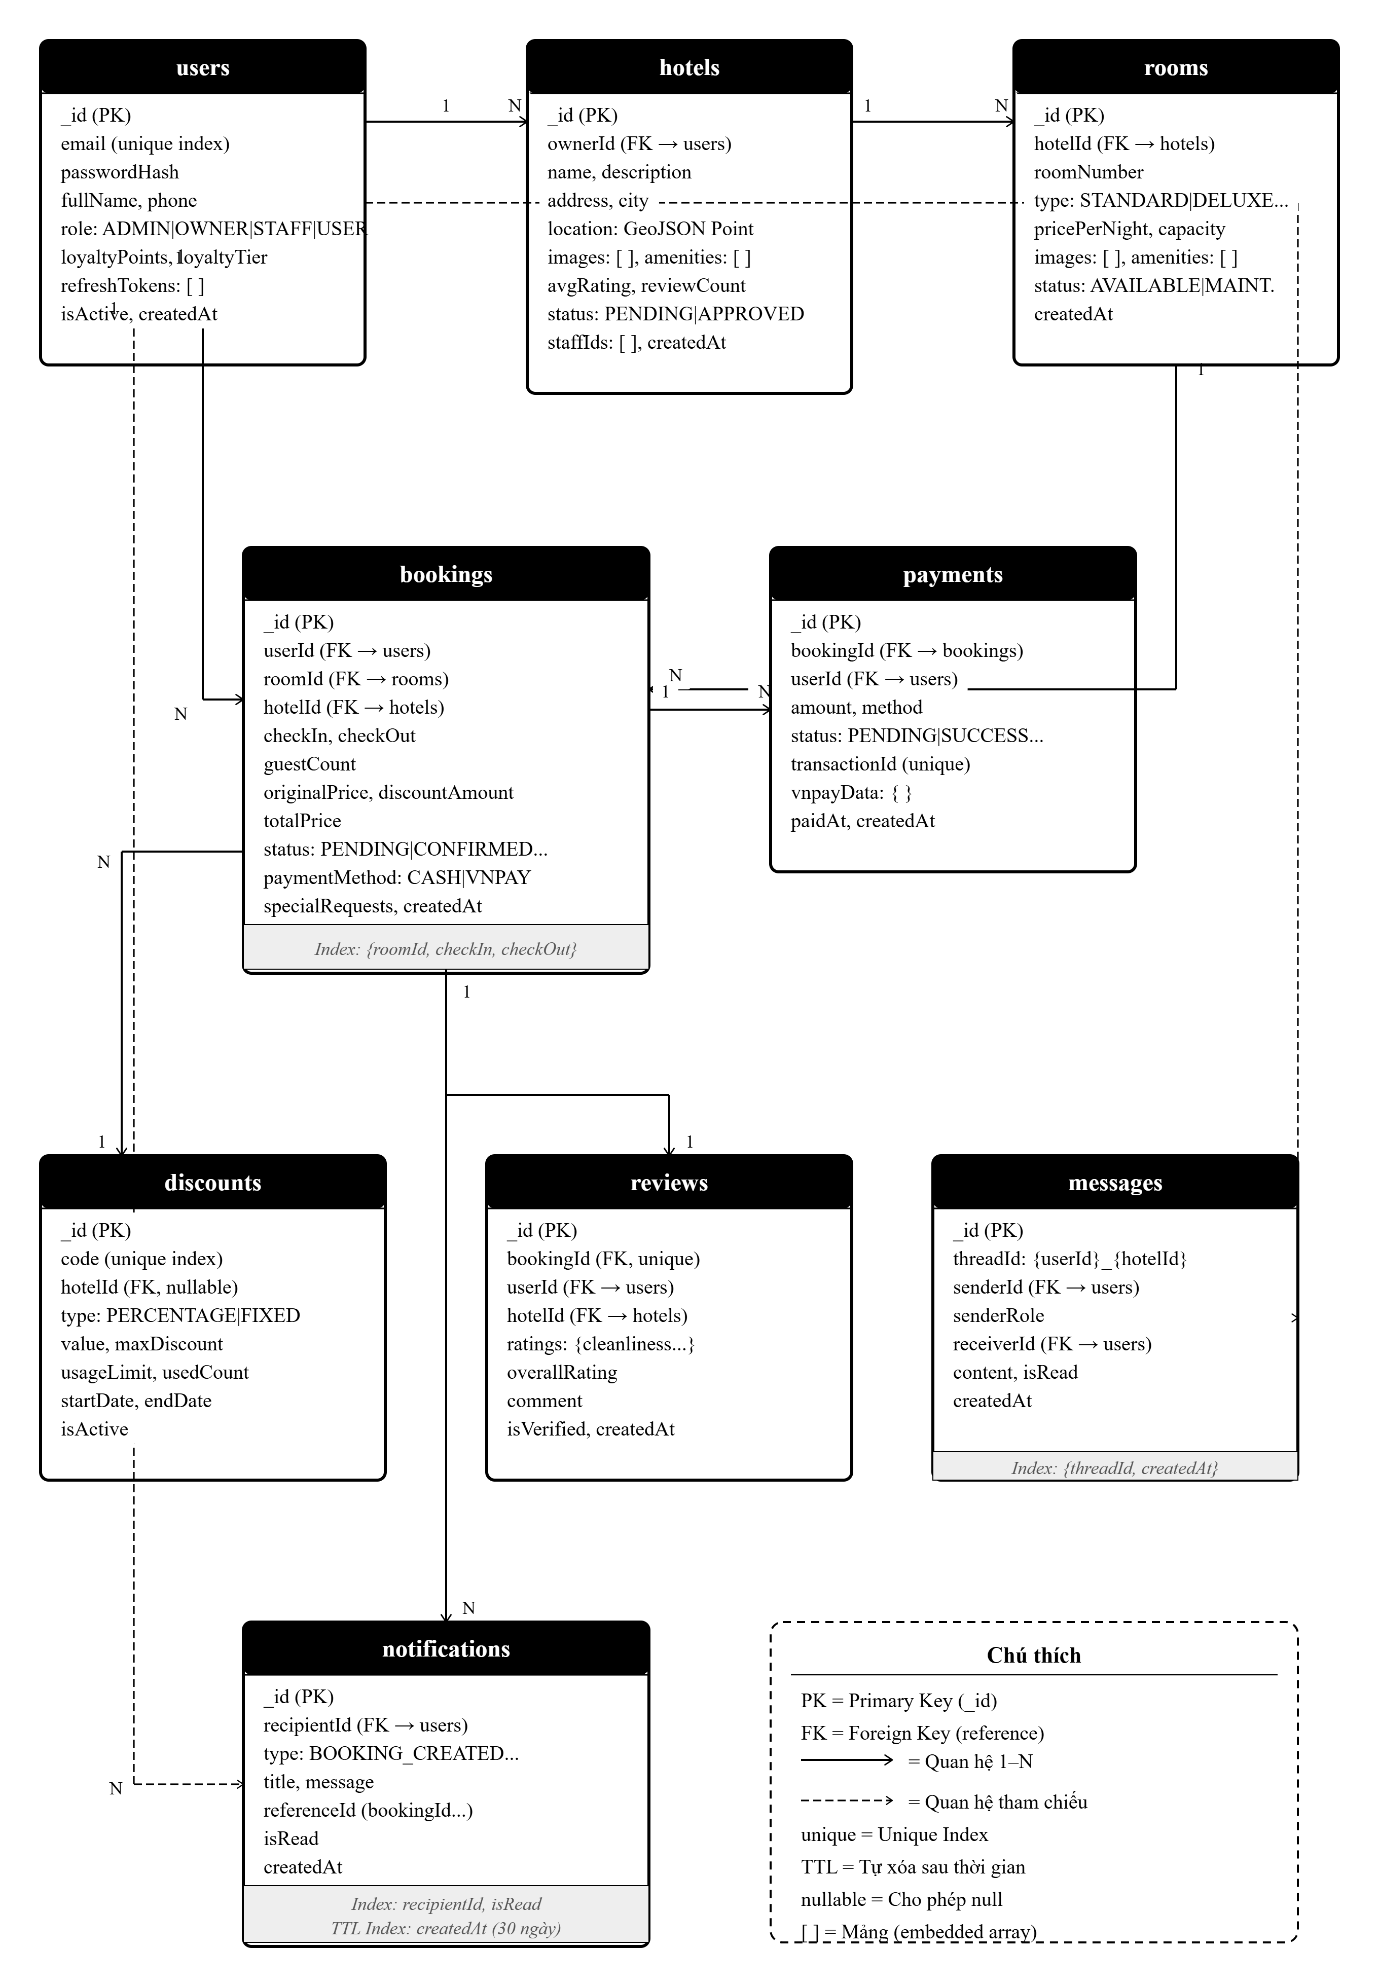 users
_id (PK)
email (unique index)
passwordHash
fullName, phone
role: ADMIN|OWNER|STAFF|USER
loyaltyPoints, loyaltyTier
refreshTokens: [ ]
isActive, createdAt
1
1
1
N
hotels
_id (PK)
ownerId (FK → users)
name, description
address, city
location: GeoJSON Point
images: [ ], amenities: [ ]
avgRating, reviewCount
status: PENDING|APPROVED
staffIds: [ ], createdAt
1
N
rooms
_id (PK)
hotelId (FK → hotels)
roomNumber
type: STANDARD|DELUXE...
pricePerNight, capacity
images: [ ], amenities: [ ]
status: AVAILABLE|MAINT.
createdAt
1
N
bookings
_id (PK)
userId (FK → users)
roomId (FK → rooms)
hotelId (FK → hotels)
checkIn, checkOut
guestCount
originalPrice, discountAmount
totalPrice
status: PENDING|CONFIRMED...
paymentMethod: CASH|VNPAY
specialRequests, createdAt
Index: {roomId, checkIn, checkOut}
N
1
N
payments
_id (PK)
bookingId (FK → bookings)
userId (FK → users)
amount, method
status: PENDING|SUCCESS...
transactionId (unique)
vnpayData: { }
paidAt, createdAt
N
1
1
1
discounts
_id (PK)
code (unique index)
hotelId (FK, nullable)
type: PERCENTAGE|FIXED
value, maxDiscount
usageLimit, usedCount
startDate, endDate
isActive
reviews
_id (PK)
bookingId (FK, unique)
userId (FK → users)
hotelId (FK → hotels)
ratings: {cleanliness...}
overallRating
comment
isVerified, createdAt
messages
_id (PK)
threadId: {userId}_{hotelId}
senderId (FK → users)
senderRole
receiverId (FK → users)
content, isRead
createdAt
Index: {threadId, createdAt}
N
N
notifications
_id (PK)
recipientId (FK → users)
type: BOOKING_CREATED...
title, message
referenceId (bookingId...)
isRead
createdAt
Index: recipientId, isRead
TTL Index: createdAt (30 ngày)
Chú thích
PK = Primary Key (_id)
FK = Foreign Key (reference)
= Quan hệ 1–N
= Quan hệ tham chiếu
unique = Unique Index
TTL = Tự xóa sau thời gian
nullable = Cho phép null
[ ] = Mảng (embedded array)